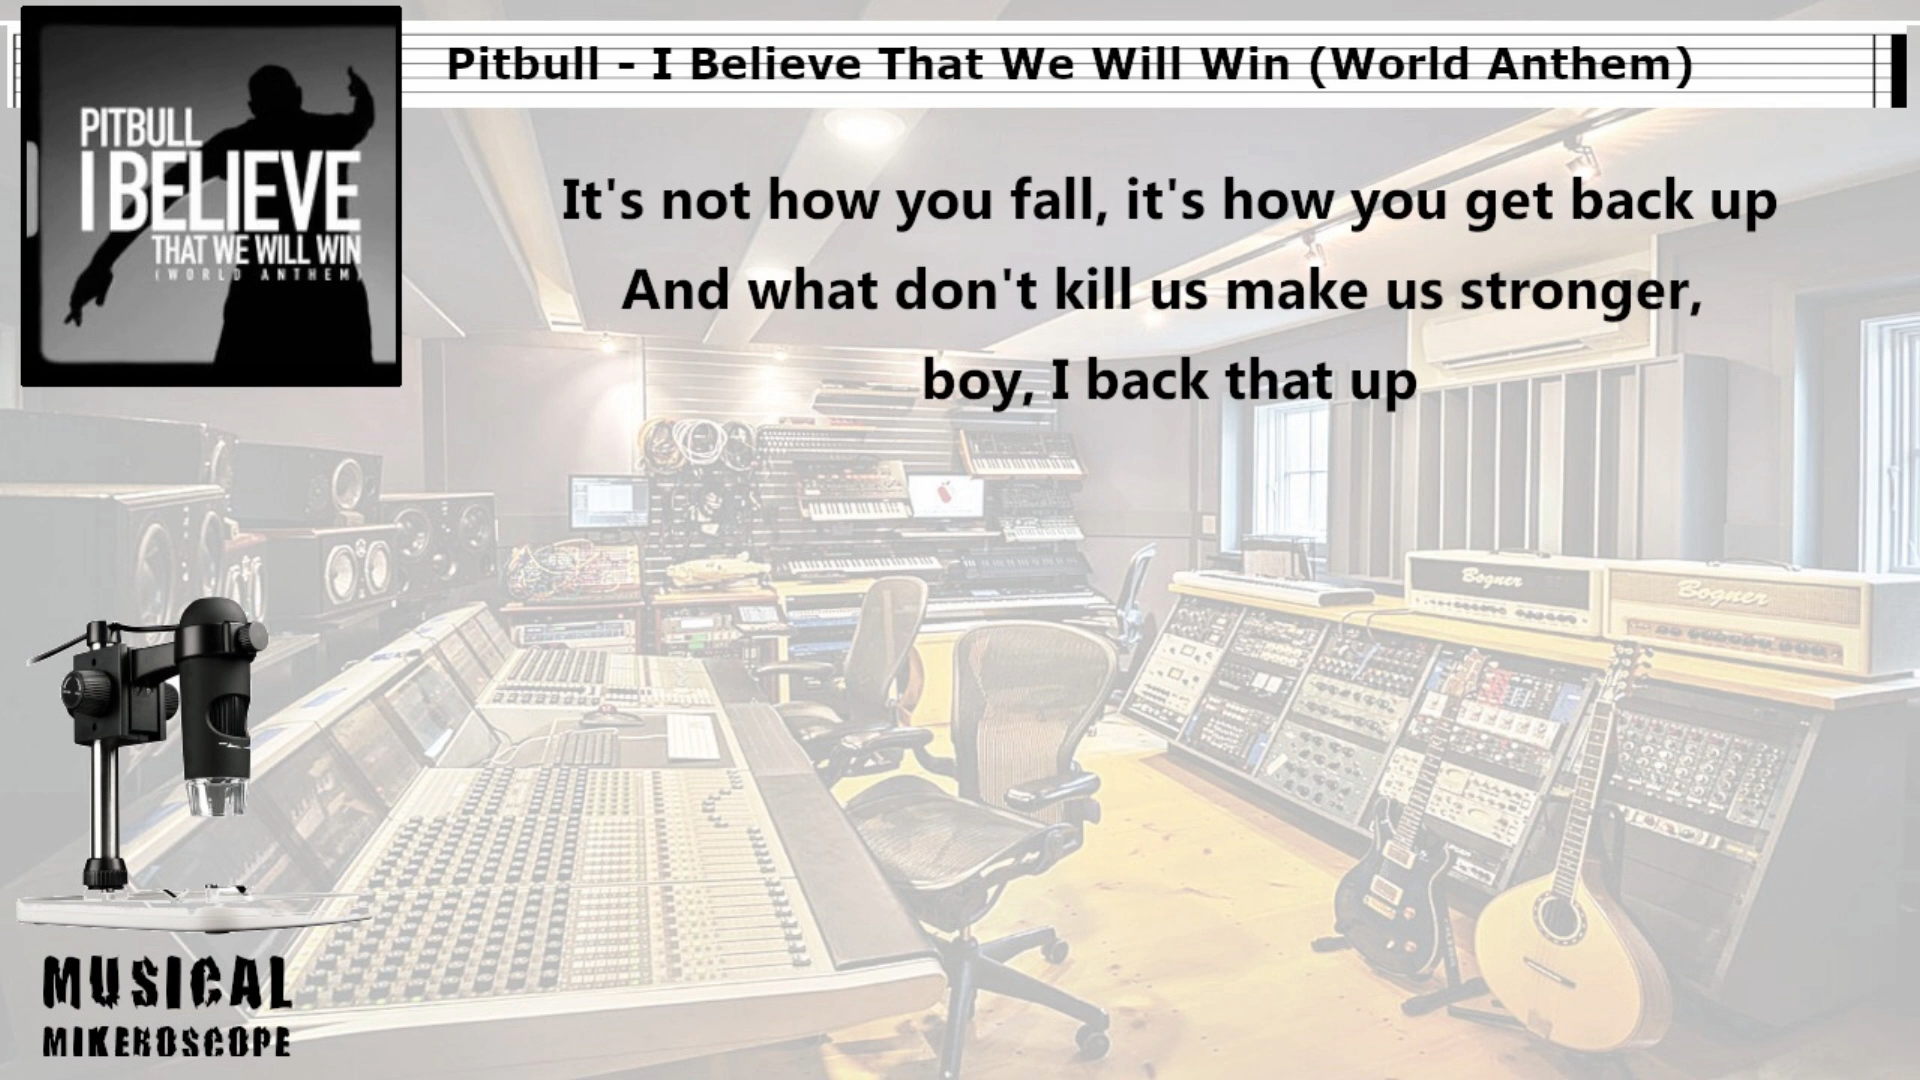 Pitbull - I Believe That We Will Win (World Anthem)
PITBULL
I BELIEVE
THAT WE WILL WIN
(WORLD ANTHEM)
It's not how you fall, it's how you get back up
And what don't kill us make us stronger,
boy, I back that up
Bogner
Bogner
MUSICAL
MIKEROSCOPE